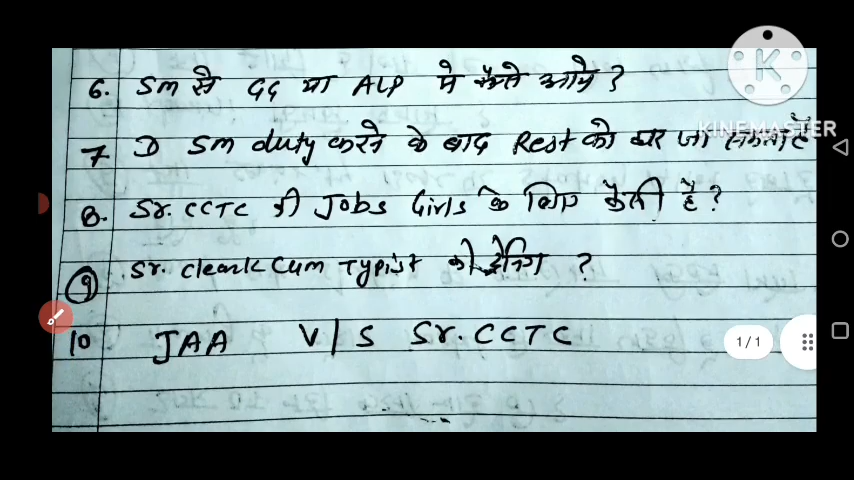 6. Sm से GG या ALP मे कैसे आये ?
K
KINEMASTER
7 D Sm duty करने के बाद Rest को घर जा सकता है
8. Sr. CCTC की Jobs Girls के लिए कैसी है ?
9 Sr. Cleark Cum Typist की ट्रेनिंग ?
10 JAA V/S Sr. CCTC
1/1